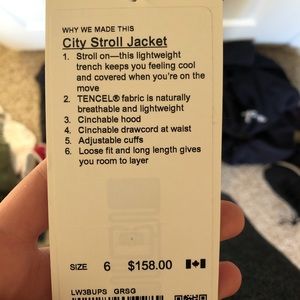 WHY WE MADE THIS
City Stroll Jacket
1. Stroll on—this lightweight
trench keeps you feeling cool
and covered when you're on the
move
2. TENCEL® fabric is naturally
breathable and lightweight
3. Cinchable hood
4. Cinchable drawcord at waist
5. Adjustable cuffs
6. Loose fit and long length gives
you room to layer
SIZE 6 $158.00
LW3BUPS GRSG